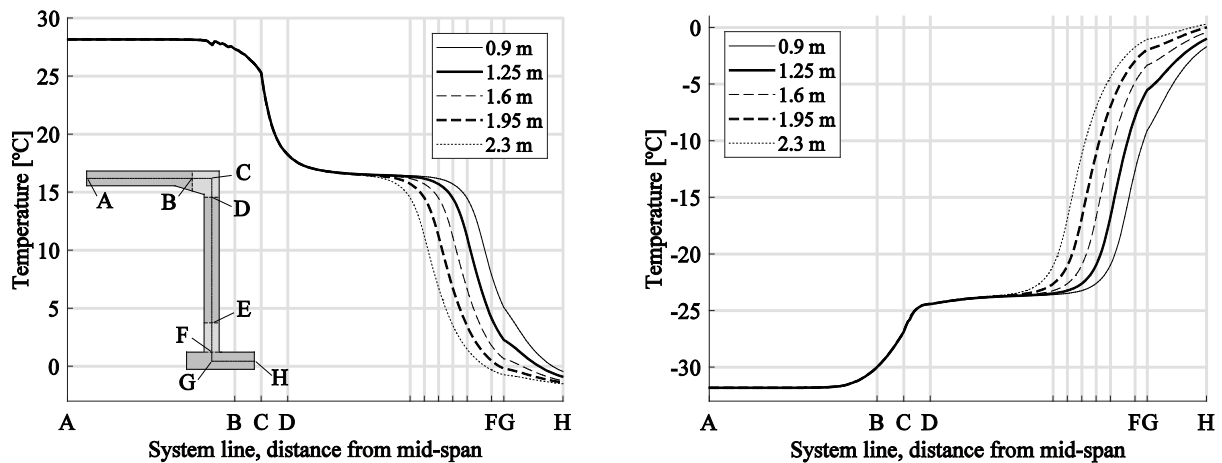 30
25
20
15
10
5
0
Temperature [ºC]
0.9 m
1.25 m
1.6 m
1.95 m
2.3 m
A
B
C
D
E
F
G
H
A B C D FG H
System line, distance from mid-span
0
-5
-10
-15
-20
-25
-30
Temperature [ºC]
0.9 m
1.25 m
1.6 m
1.95 m
2.3 m
A B C D FG H
System line, distance from mid-span